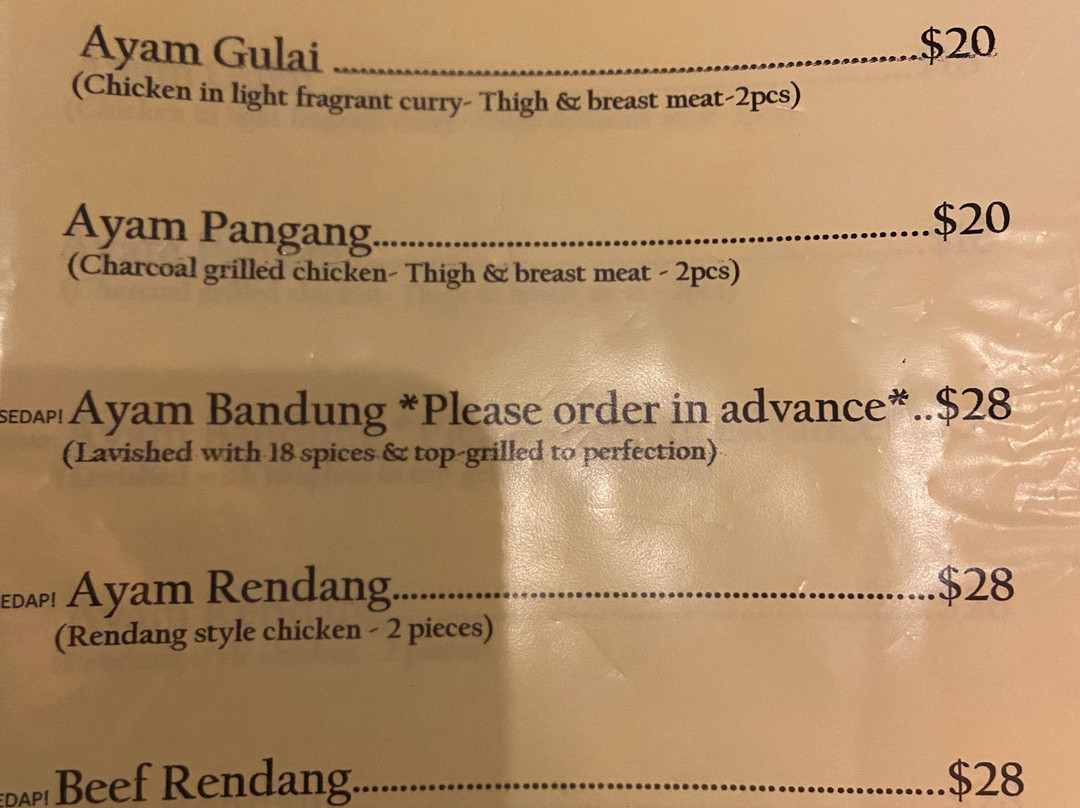 Ayam Gulai ........................................................ $20
(Chicken in light fragrant curry- Thigh & breast meat-2pcs)
Ayam Pangang........................................................$20
(Charcoal grilled chicken- Thigh & breast meat - 2pcs)
SEDAP! Ayam Bandung *Please order in advance*..$28
(Lavished with 18 spices & top-grilled to perfection)
EDAP! Ayam Rendang........................................................$28
(Rendang style chicken - 2 pieces)
EDAP! Beef Rendang........................................................$28